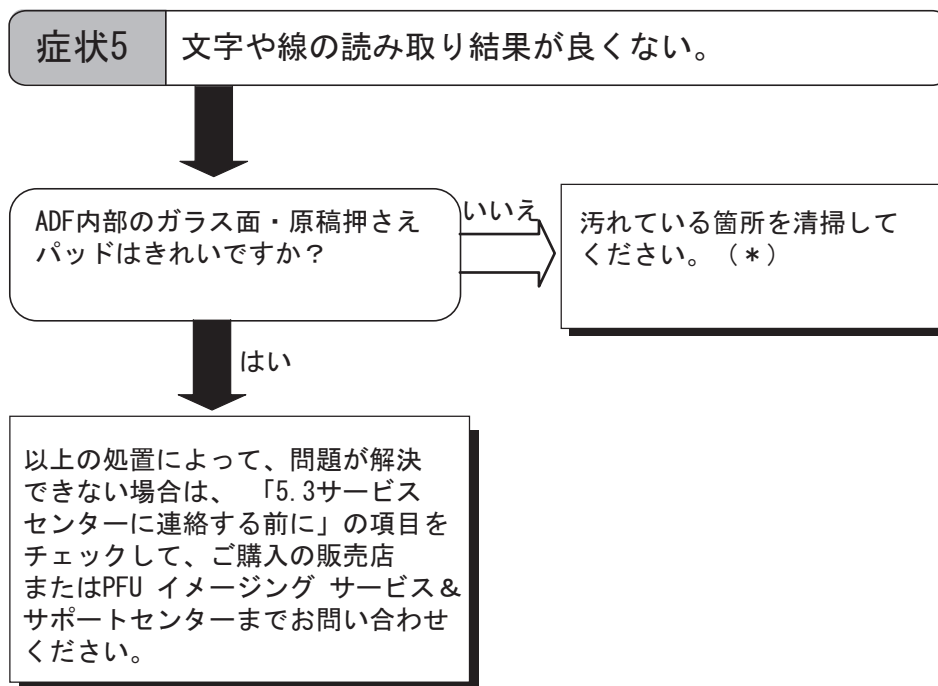 症状5
文字や線の読み取り結果が良くない。
ADF内部のガラス面・原稿押さえ
パッドはきれいですか？
いいえ
汚れている箇所を清掃して
ください。（＊）
はい
以上の処置によって、問題が解決
できない場合は、 「5.3サービス
センターに連絡する前に」の項目を
チェックして、ご購入の販売店
またはPFU イメージング サービス＆
サポートセンターまでお問い合わせ
ください。